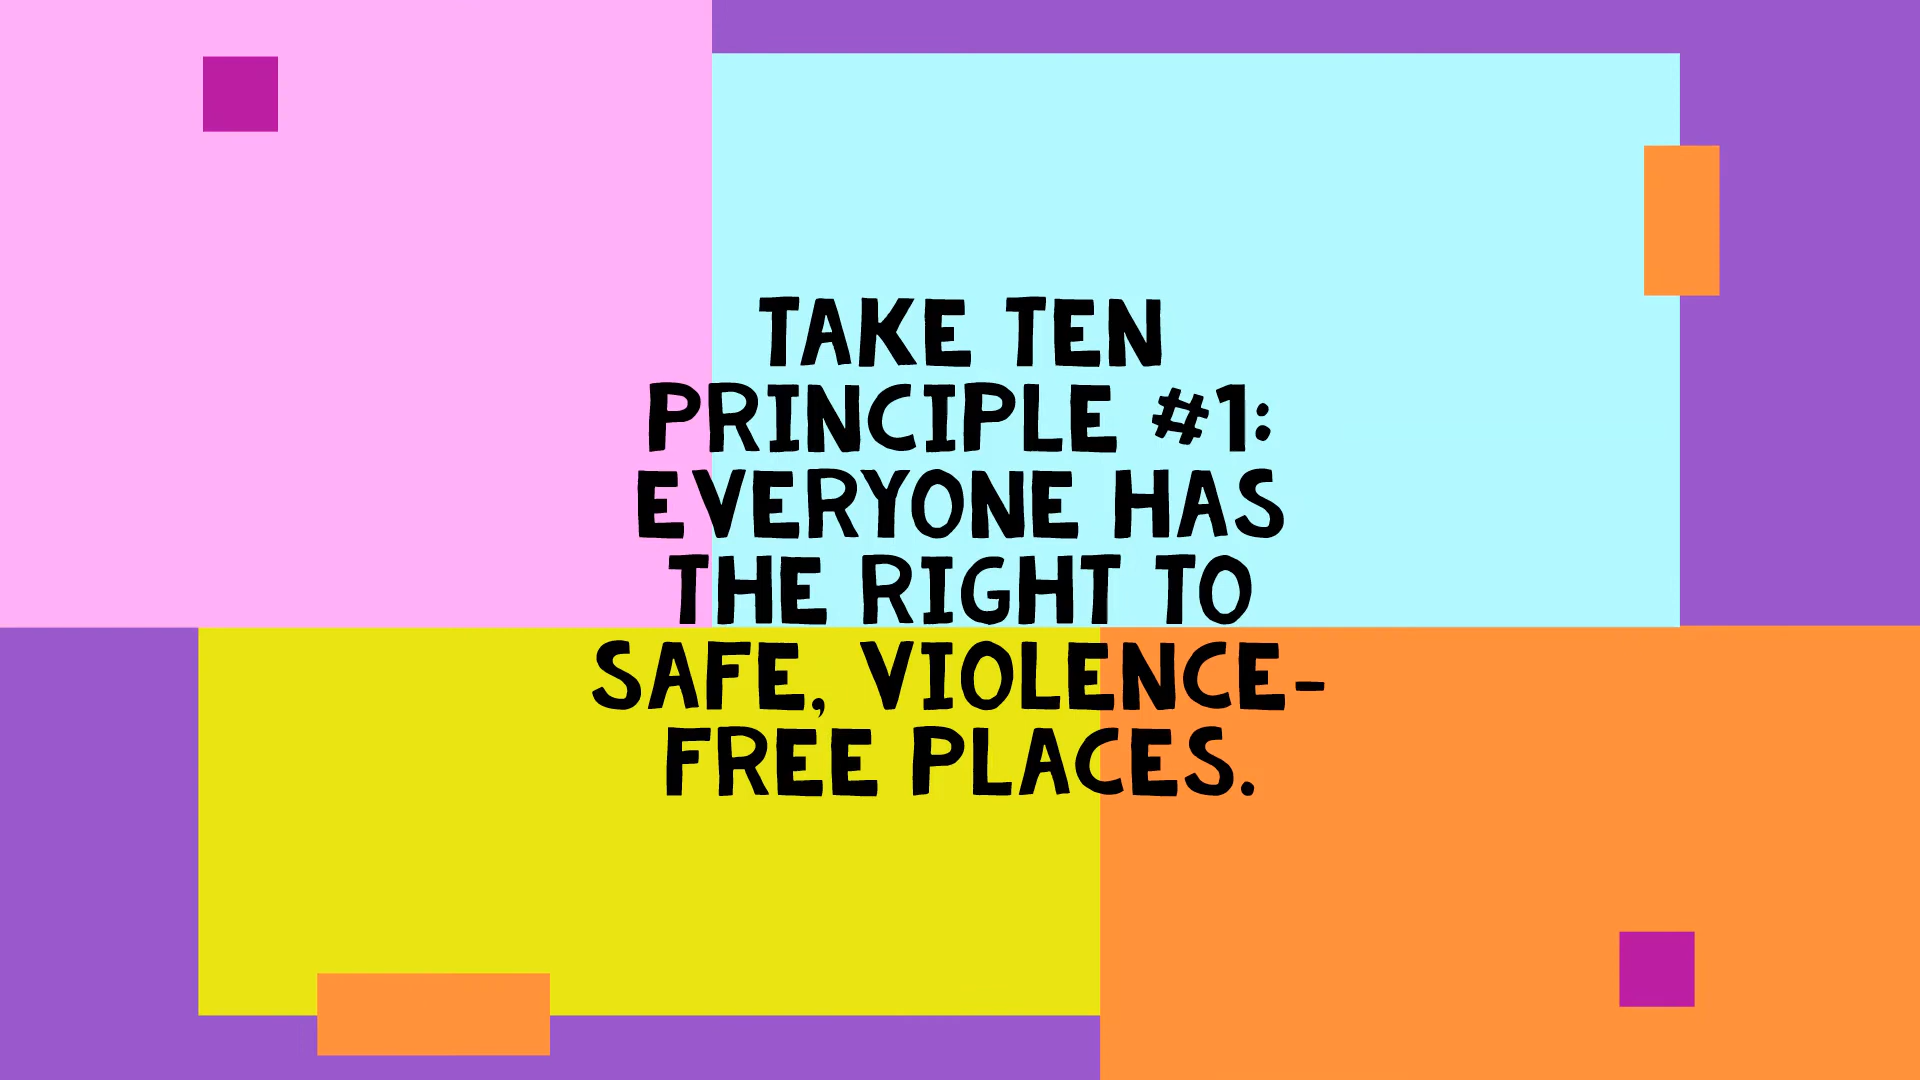 TAKE TEN
PRINCIPLE #1:
EVERYONE HAS
THE RIGHT TO
SAFE, VIOLENCE-
FREE PLACES.